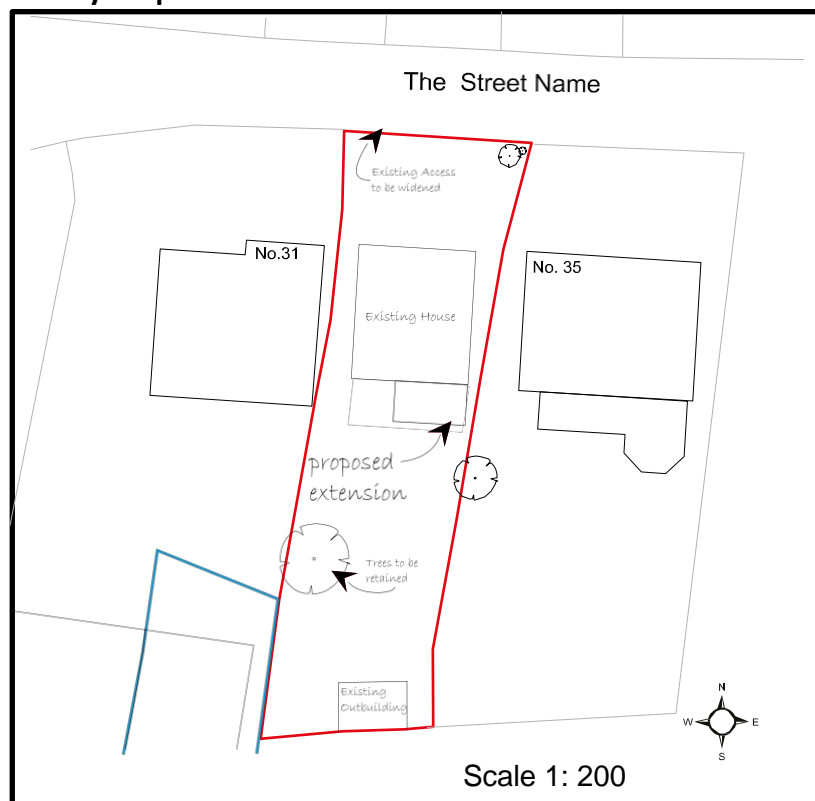 The Street Name
Existing Access
to be widened
No.31
No. 35
Existing House
proposed
extension
Trees to be
retained
Existing
Outbuilding
N
W
E
S
Scale 1: 200